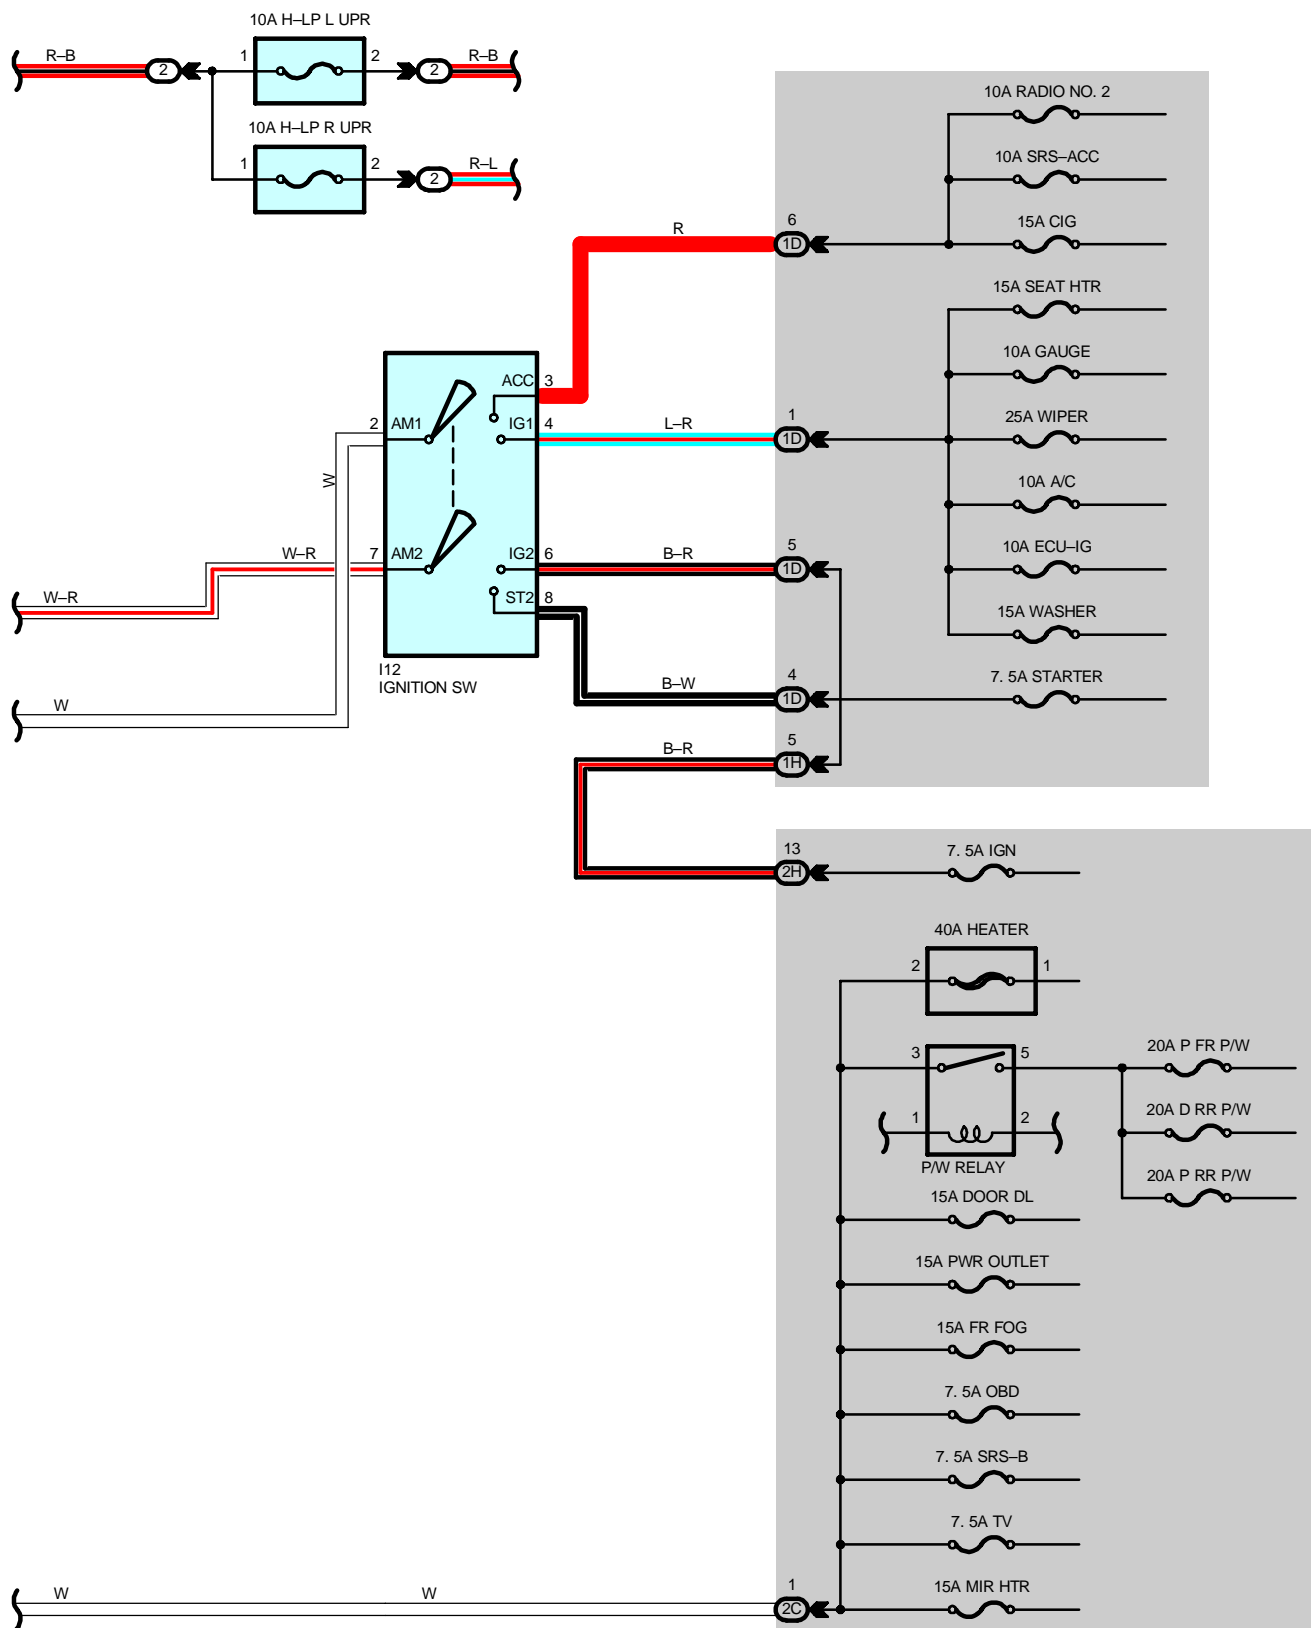 10A H–LP L UPR
R–B
2
1
2
2
R–B
10A H–LP R UPR
1
2
2
R–L
10A RADIO NO. 2
10A SRS–ACC
R
6
1D
15A CIG
15A SEAT HTR
10A GAUGE
ACC
3
2
AM1
IG1
4
L–R
1
1D
25A WIPER
W
10A A/C
W–R
7
AM2
IG2
6
B–R
5
1D
10A ECU–IG
W–R
ST2
8
15A WASHER
I12
IGNITION SW
W
B–W
4
1D
7. 5A STARTER
B–R
5
1H
13
2H
7. 5A IGN
40A HEATER
2
1
3
5
20A P FR P/W
1
2
20A D RR P/W
P/W RELAY
20A P RR P/W
15A DOOR DL
15A PWR OUTLET
15A FR FOG
7. 5A OBD
7. 5A SRS–B
7. 5A TV
W
W
1
2C
15A MIR HTR